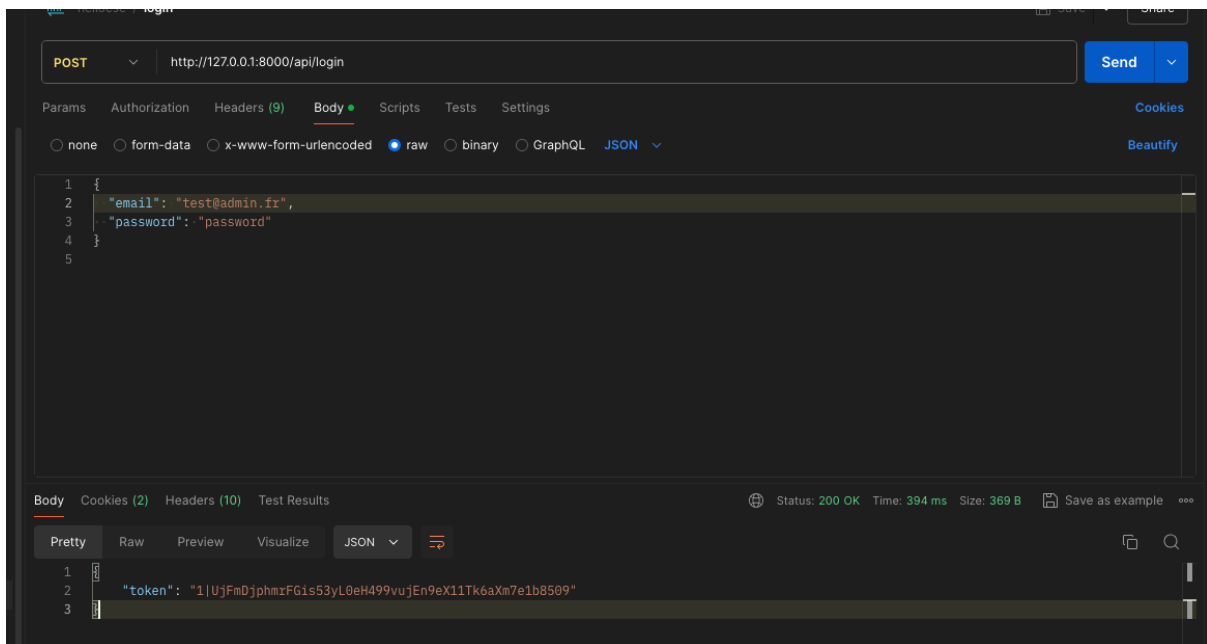 login
Save
Share
POST
http://127.0.0.1:8000/api/login
Send
Params Authorization Headers (9) Body Scripts Tests Settings Cookies
none form-data x-www-form-urlencoded raw binary GraphQL JSON Beautify
1 {
2 "email": "test@admin.fr",
3 "password": "password"
4 }
5
Body Cookies (2) Headers (10) Test Results Status: 200 OK Time: 394 ms Size: 369 B Save as example
Pretty Raw Preview Visualize JSON
1 {
2 "token": "1|UjFmDjphmrFGis53yL0eH499vujEn9eX11Tk6aXm7e1b8509"
3 }